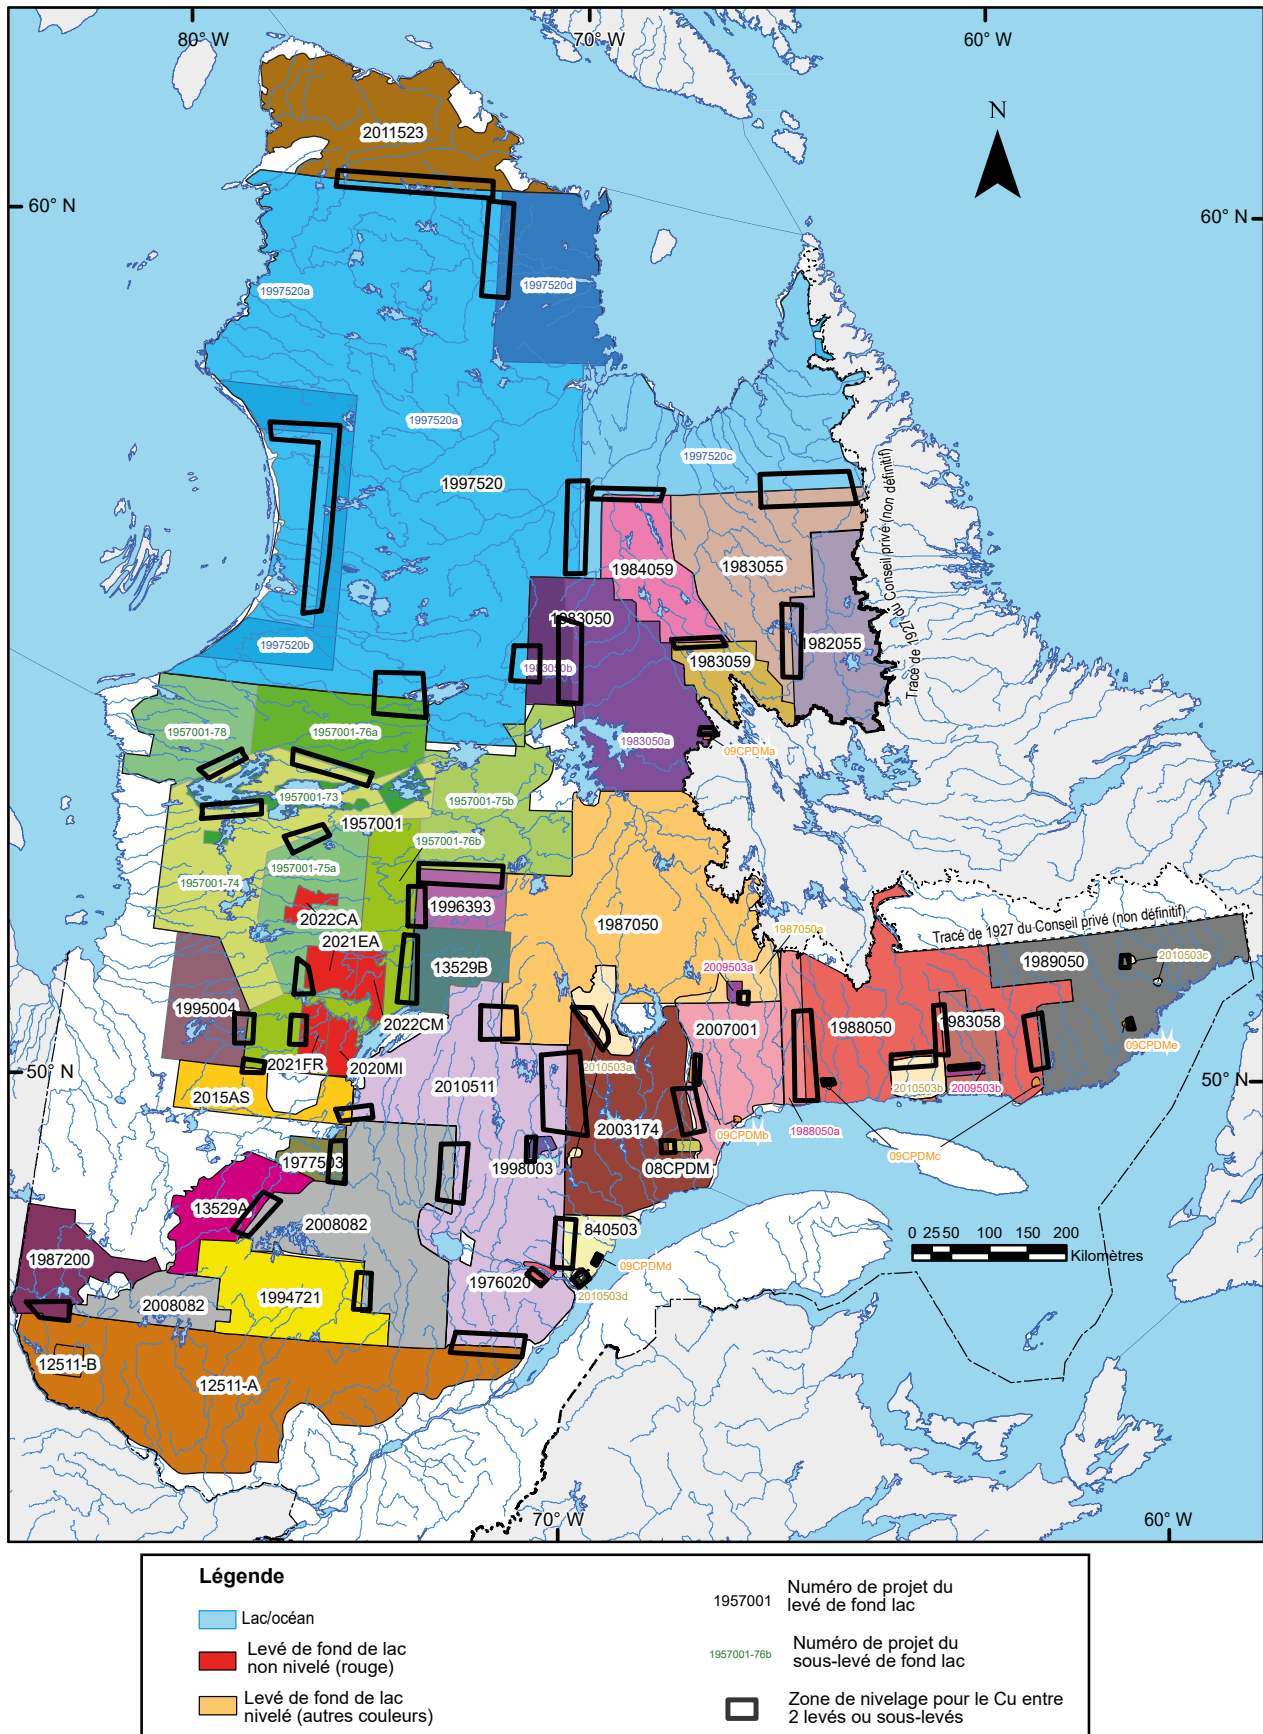 80° W
70° W
60° W
N
2011523
60° N
60° N
1997520a
1997520d
1997520a
1997520c
1997520
Tracé de 1927 du Conseil privé (non définitif)
1984059
1983055
1983050
1982055
1997520b
1983050b
1983059
1957001-78
1957001-76a
1983050a
09CPDMa
1957001-73
1957001-75b
1957001
1957001-76b
1957001-75a
1957001-74
1996393
2022CA
1987050
1987050a
Tracé de 1927 du Conseil privé (non définitif)
2021EA
13529B
2009503a
1989050
2010503c
1995004
2022CM
2007001
1988050
1983058
09CPDMe
2021FR
2020MI
50° N
50° N
2010503a
2010503b
2009503b
2015AS
2010511
2003174
09CPDMb
1988050a
1977503
1998003
08CPDM
09CPDMc
13529A
2008082
840503
0 25 50 100 150 200
Kilomètres
1987200
09CPDMd
1976020
2010503d
2008082
1994721
12511-B
12511-A
70° W
60° W
Légende
Lac/océan
Levé de fond de lac
non nivelé (rouge)
Levé de fond de lac
nivelé (autres couleurs)
1957001
Numéro de projet du
levé de fond lac
1957001-76b
Numéro de projet du
sous-levé de fond lac
Zone de nivelage pour le Cu entre
2 levés ou sous-levés